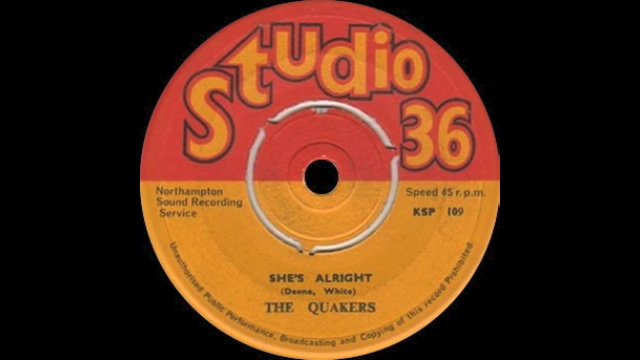 Studio
36
Northampton
Sound Recording
Service
Speed 45 r.p.m.
KSP 109
SHE'S ALRIGHT
(Deene, White)
THE QUAKERS
Unauthorised Public Performance, Broadcasting and Copying of this record Prohibited.